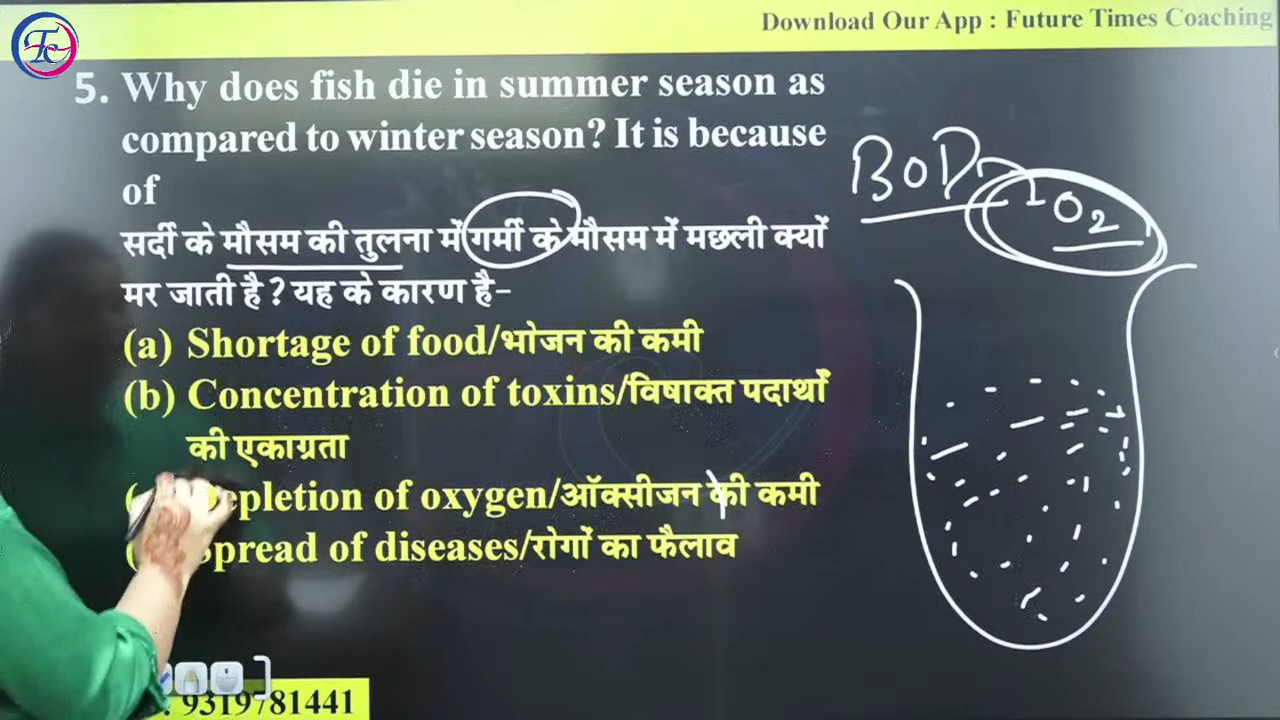 Download Our App : Future Times Coaching
Tc
5. Why does fish die in summer season as
compared to winter season? It is because
of
सर्दी के मौसम की तुलना में गर्मी के मौसम में मछली क्यों
मर जाती है ? यह के कारण है-
(a) Shortage of food/भोजन की कमी
(b) Concentration of toxins/विषाक्त पदार्थों
की एकाग्रता
( epletion of oxygen/ऑक्सीजन की कमी
( pread of diseases/रोगों का फैलाव
BOD
O2
: 9319781441